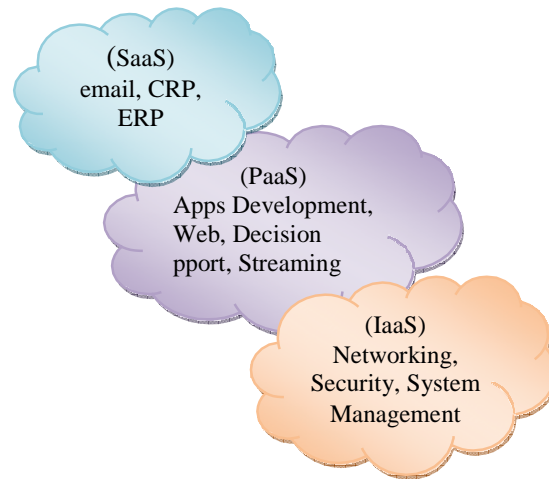 (SaaS)
email, CRP,
ERP
(PaaS)
Apps Development,
Web, Decision
pport, Streaming
(IaaS)
Networking,
Security, System
Management